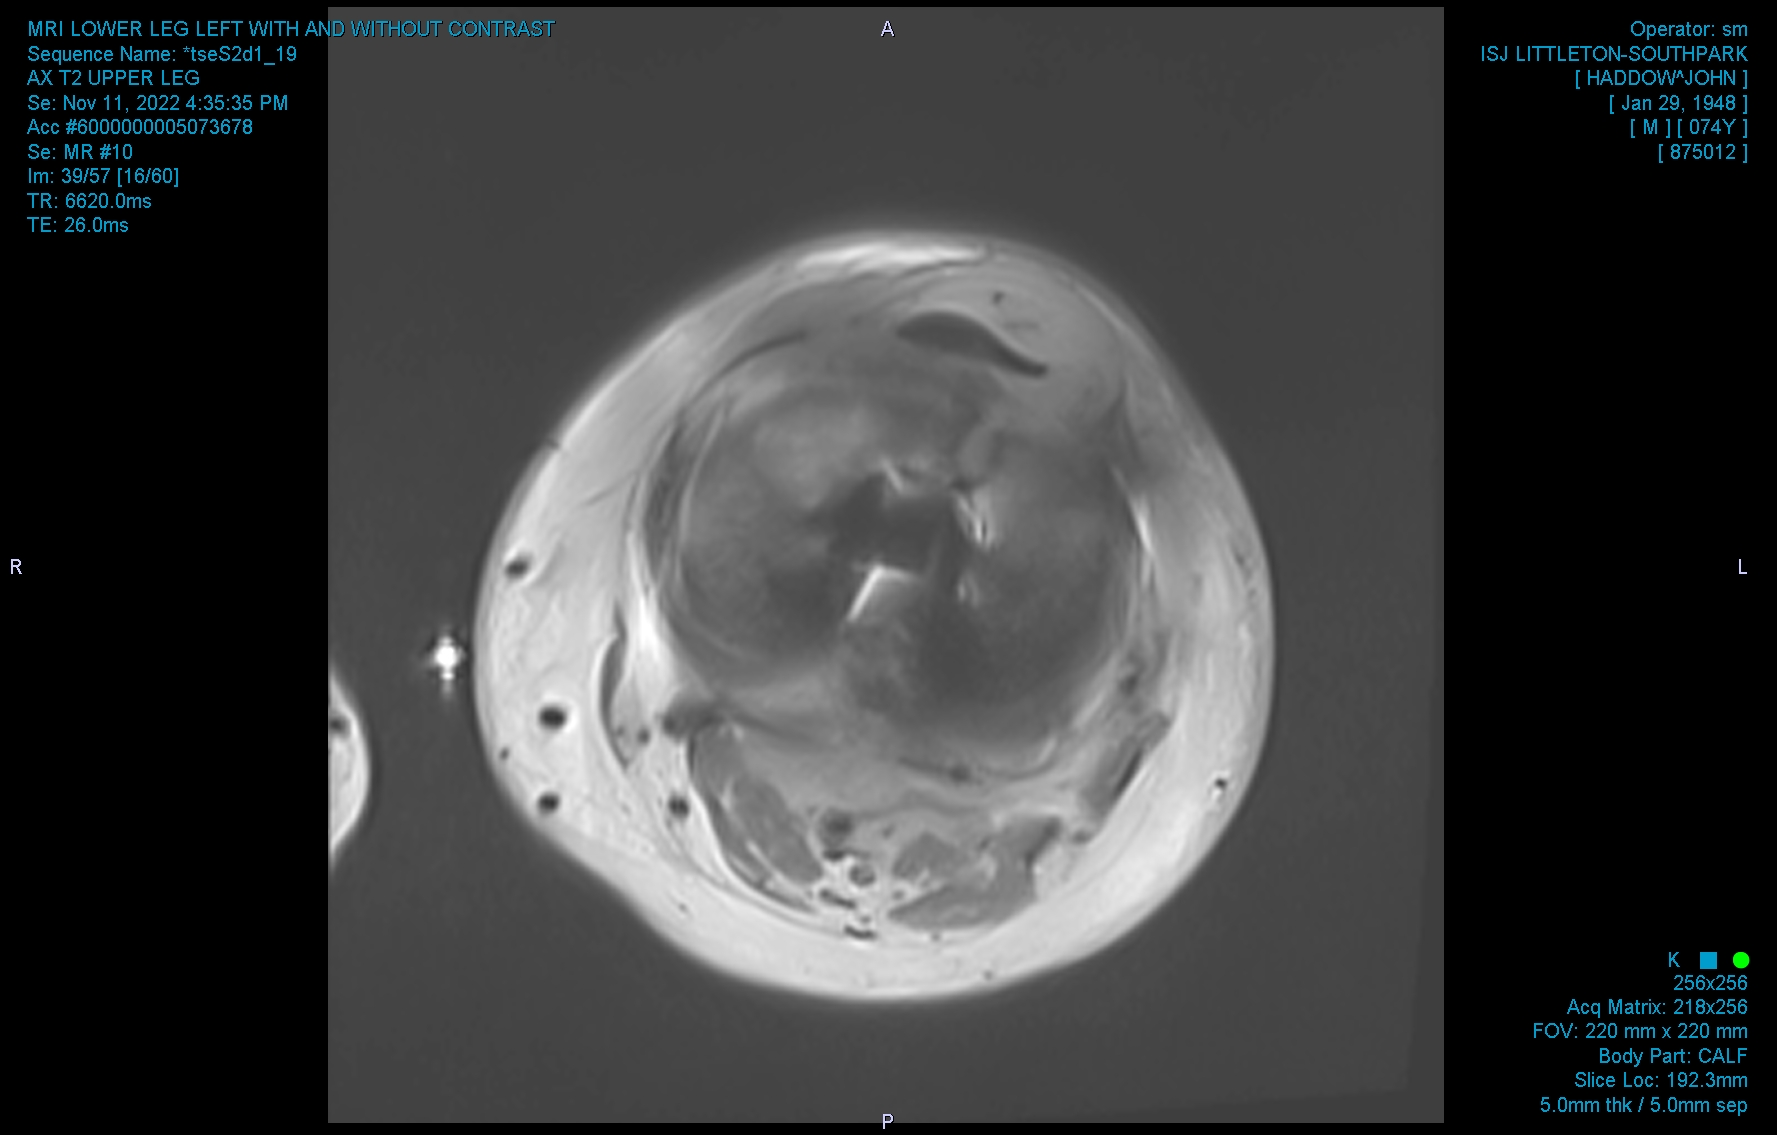 MRI LOWER LEG LEFT WITH AND WITHOUT CONTRAST
Sequence Name: *tseS2d1_19
AX T2 UPPER LEG
Se: Nov 11, 2022 4:35:35 PM
Acc #6000000005073678
Se: MR #10
Im: 39/57 [16/60]
TR: 6620.0ms
TE: 26.0ms
A
Operator: sm
ISJ LITTLETON-SOUTHPARK
[ HADDOW^JOHN ]
[ Jan 29, 1948 ]
[ M ] [ 074Y ]
[ 875012 ]
R
L
K
256x256
Acq Matrix: 218x256
FOV: 220 mm x 220 mm
Body Part: CALF
Slice Loc: 192.3mm
5.0mm thk / 5.0mm sep
P